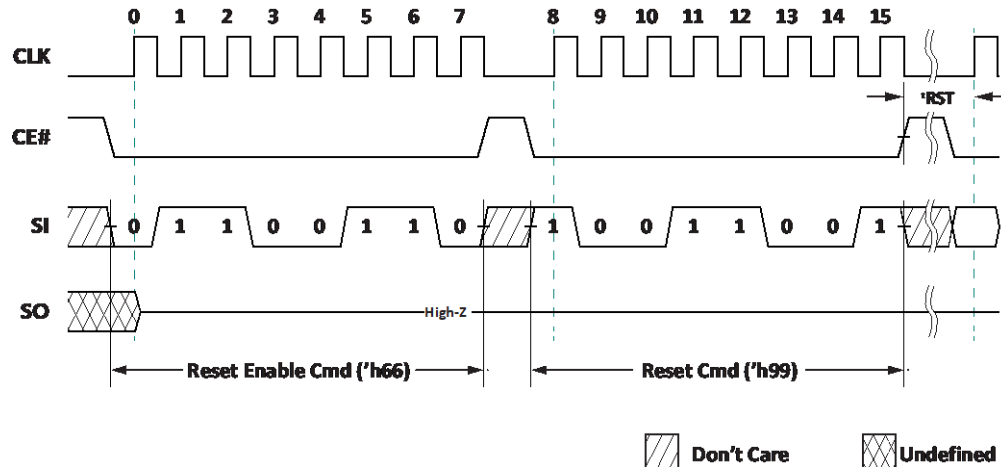 0 1 2 3 4 5 6 7 8 9 10 11 12 13 14 15
CLK
tRST
CE#
SI 0 1 1 0 0 1 1 0 1 0 0 1 1 0 0 1
SO
High-Z
Reset Enable Cmd ('h66) Reset Cmd ('h99)
Don't Care Undefined